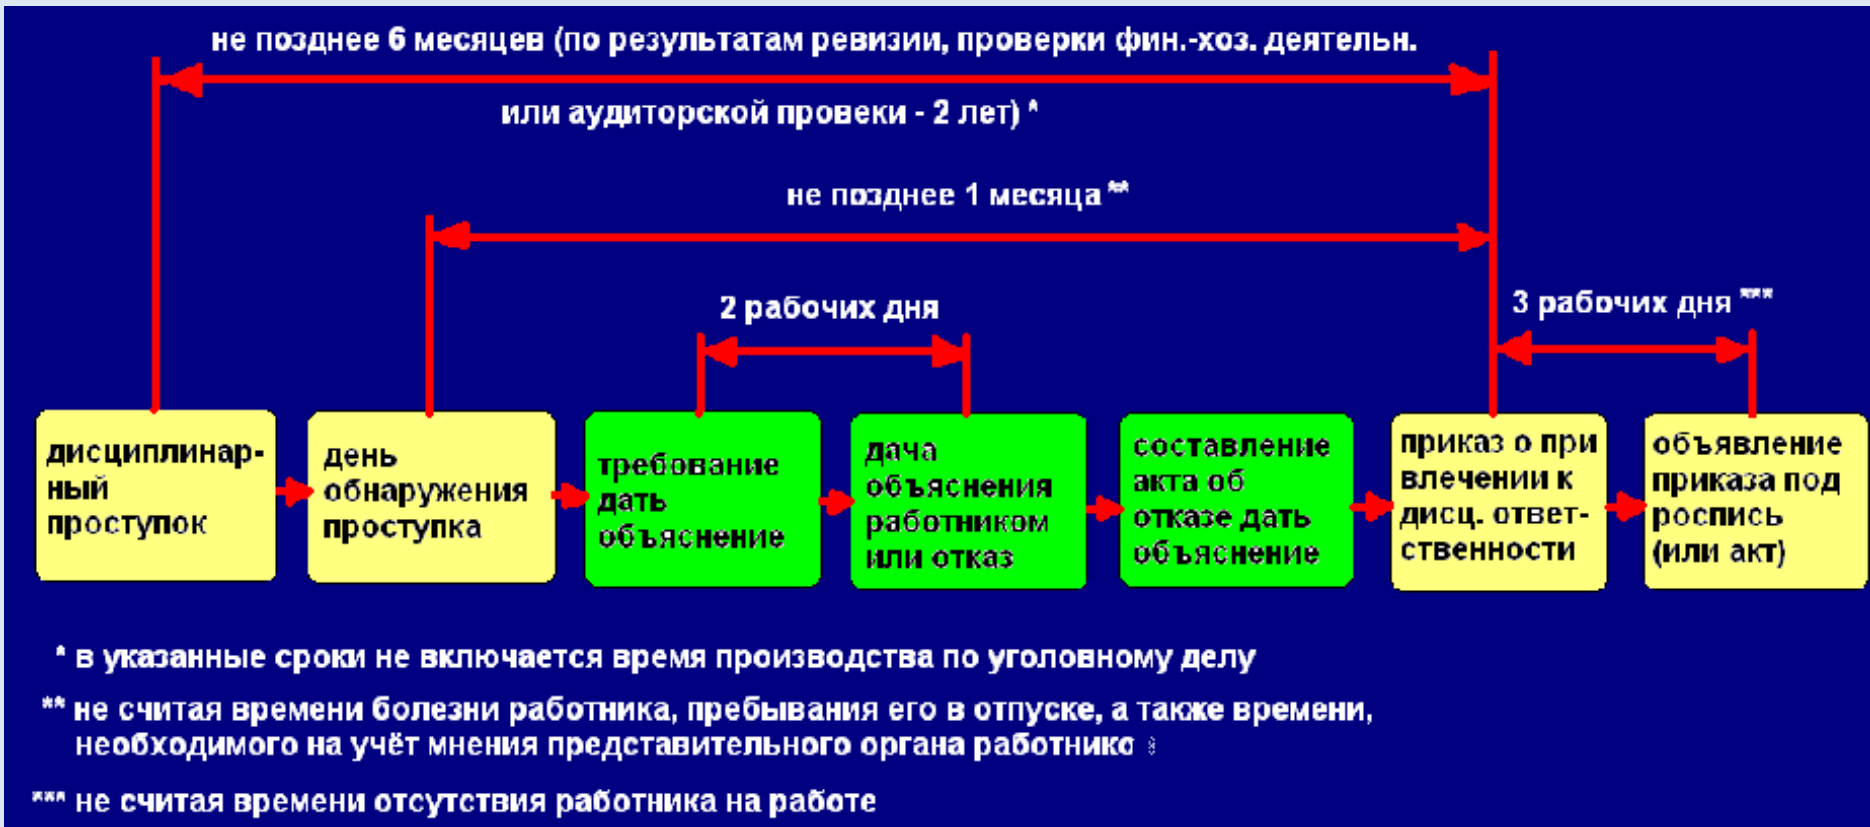 не позднее 6 месяцев (по результатам ревизии, проверки фин.-хоз. деятельн.
или аудиторской провеки - 2 лет) *
не позднее 1 месяца **
2 рабочих дня
3 рабочих дня ***
дисциплинар-
ный
проступок
день
обнаружения
проступка
требование
дать
объяснение
дача
объяснения
работником
или отказ
составление
акта об
отказе дать
объяснение
приказ о при
влечении к
дисц. ответ-
ственности
объявление
приказа под
роспись
(или акт)
* в указанные сроки не включается время производства по уголовному делу
** не считая времени болезни работника, пребывания его в отпуске, а также времени,
необходимого на учёт мнения представительного органа работнико
*** не считая времени отсутствия работника на работе